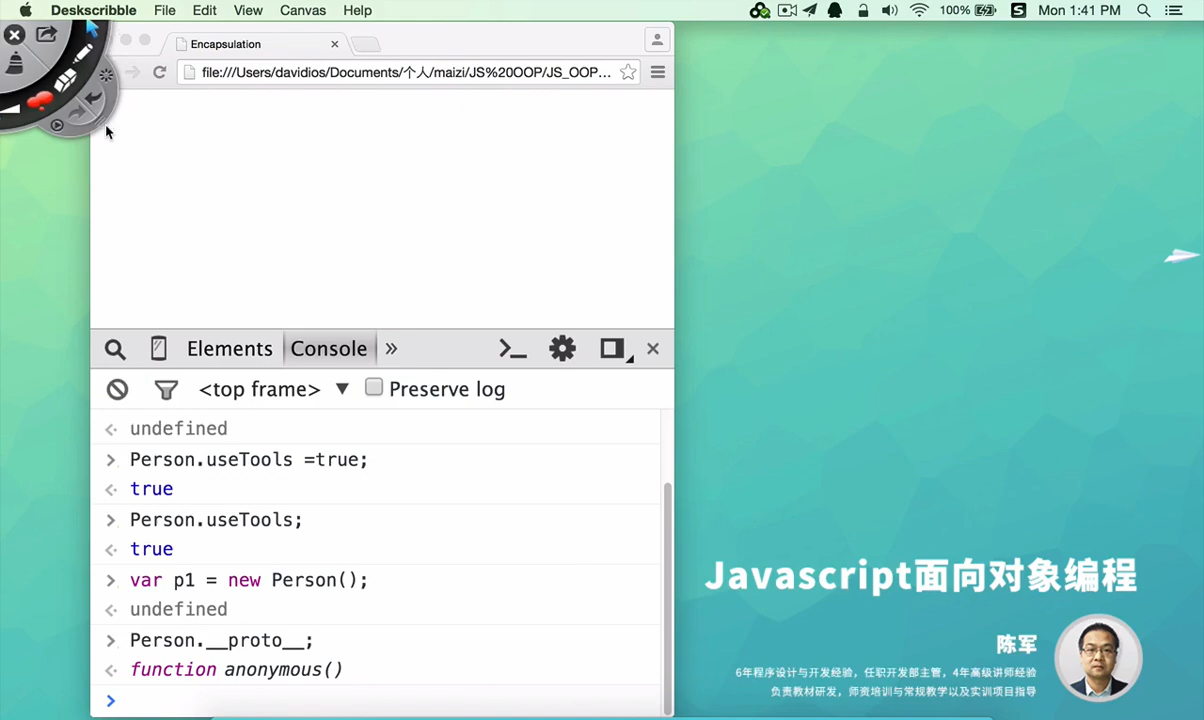 Deskscribble File Edit View Canvas Help
100% Mon 1:41 PM
Encapsulation
file:///Users/davidios/Documents/个人/maizi/JS%20OOP/JS_OOP...
Elements Console »
<top frame> ▼ Preserve log
undefined
Person.useTools =true;
true
Person.useTools;
true
var p1 = new Person();
undefined
Person.__proto__;
function anonymous()
Javascript面向对象编程
陈军
6年程序设计与开发经验，任职开发部主管，4年高级讲师经验
负责教材研发，师资培训与常规教学以及实训项目指导